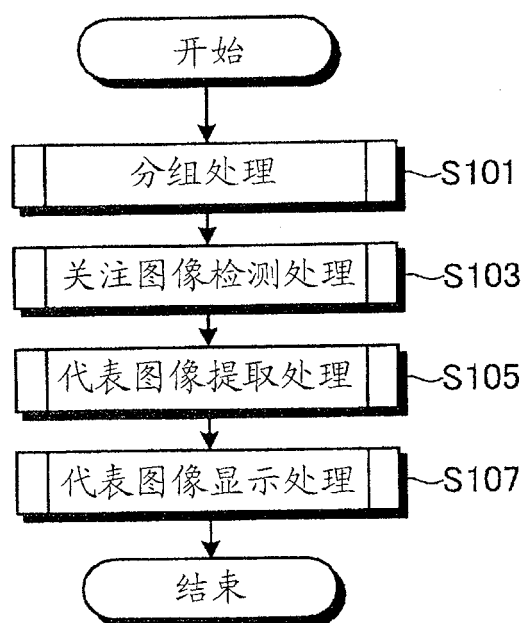 开始
分组处理 S101
关注图像检测处理 S103
代表图像提取处理 S105
代表图像显示处理 S107
结束